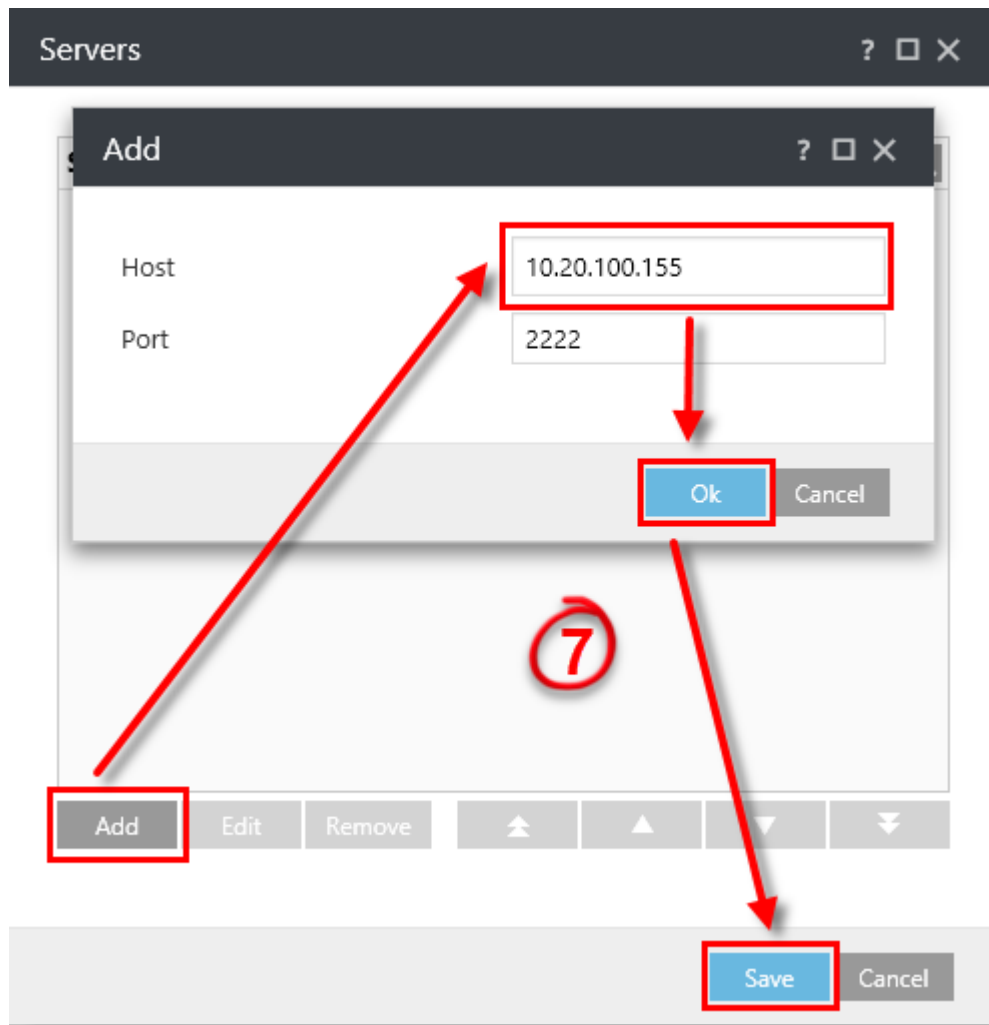 Servers
Add
Host
10.20.100.155
Port
2222
Ok
Cancel
7
Add
Edit
Remove
Save
Cancel